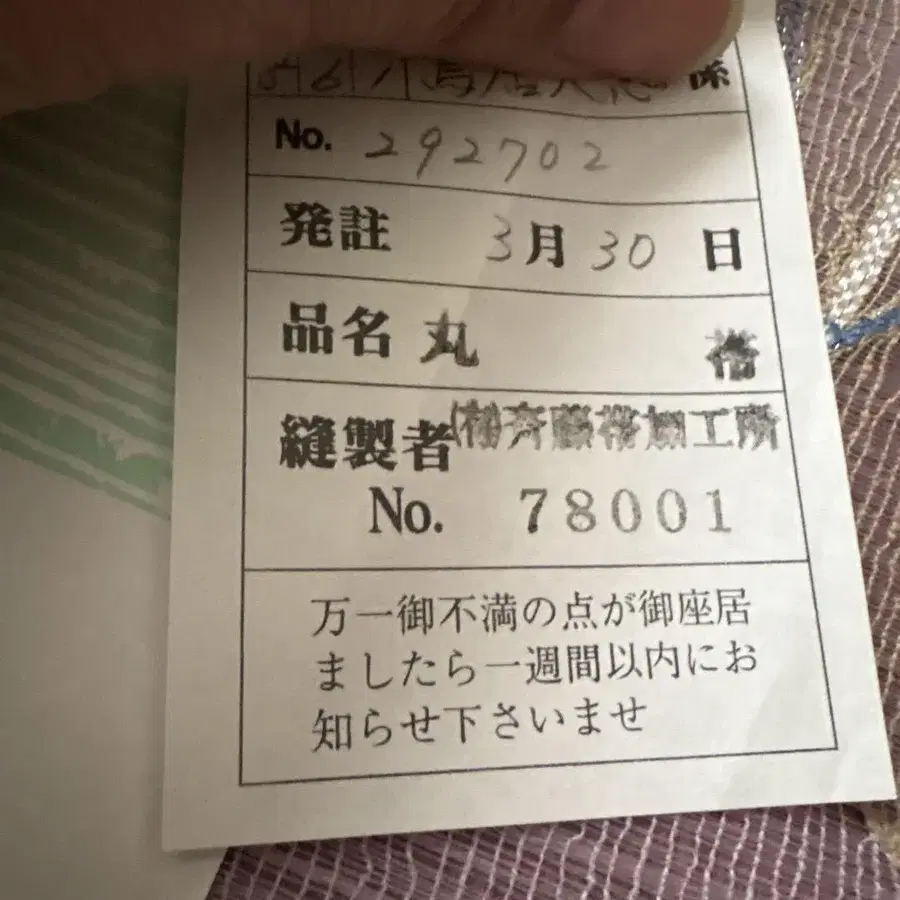 No. 292702
発註 3月30日
品名 丸 帯
縫製者 (有)斉藤帯加工所
No. 78001
万一御不満の点が御座居
ましたら一週間以内にお
知らせ下さいませ